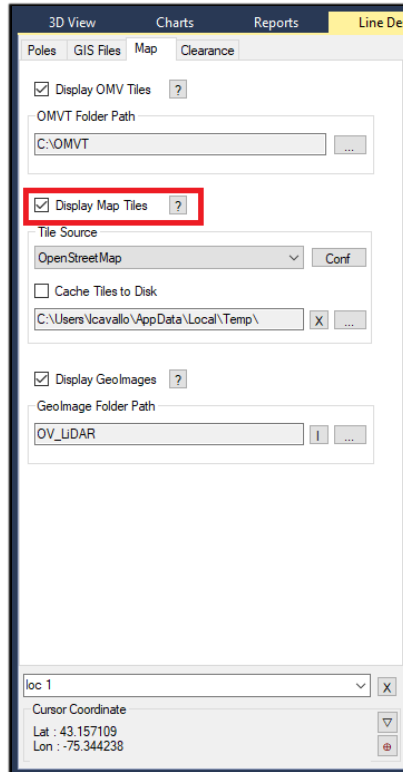 3D View Charts Reports Line De
Poles GIS Files Map Clearance
Display OMV Tiles ?
OMVT Folder Path
C:\OMVT ...
Display Map Tiles ?
Tile Source
OpenStreetMap Conf
Cache Tiles to Disk
C:\Users\lcavallo\AppData\Local\Temp\ X ...
Display GeoImages ?
GeoImage Folder Path
OV_LiDAR I ...
loc 1 X
Cursor Coordinate
Lat : 43.157109
Lon : -75.344238